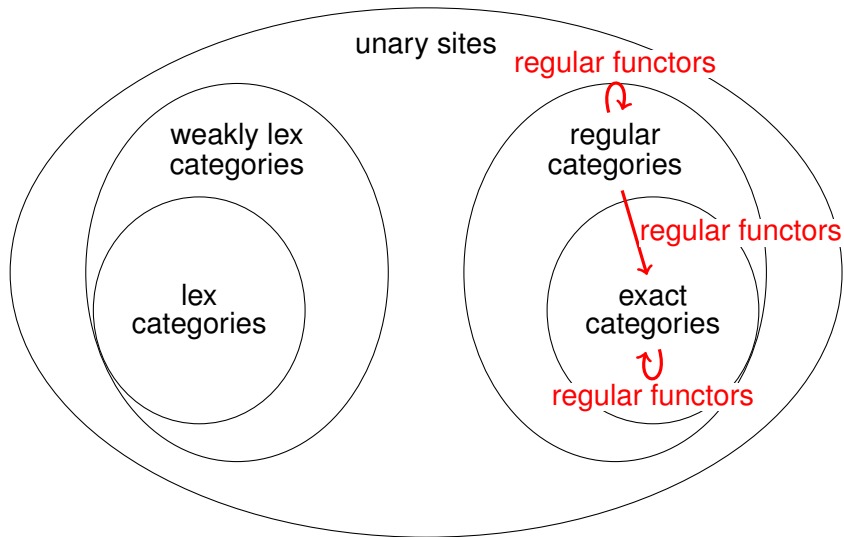 unary sites
regular functors
weakly lex
categories
regular
categories
regular functors
lex
categories
exact
categories
regular functors